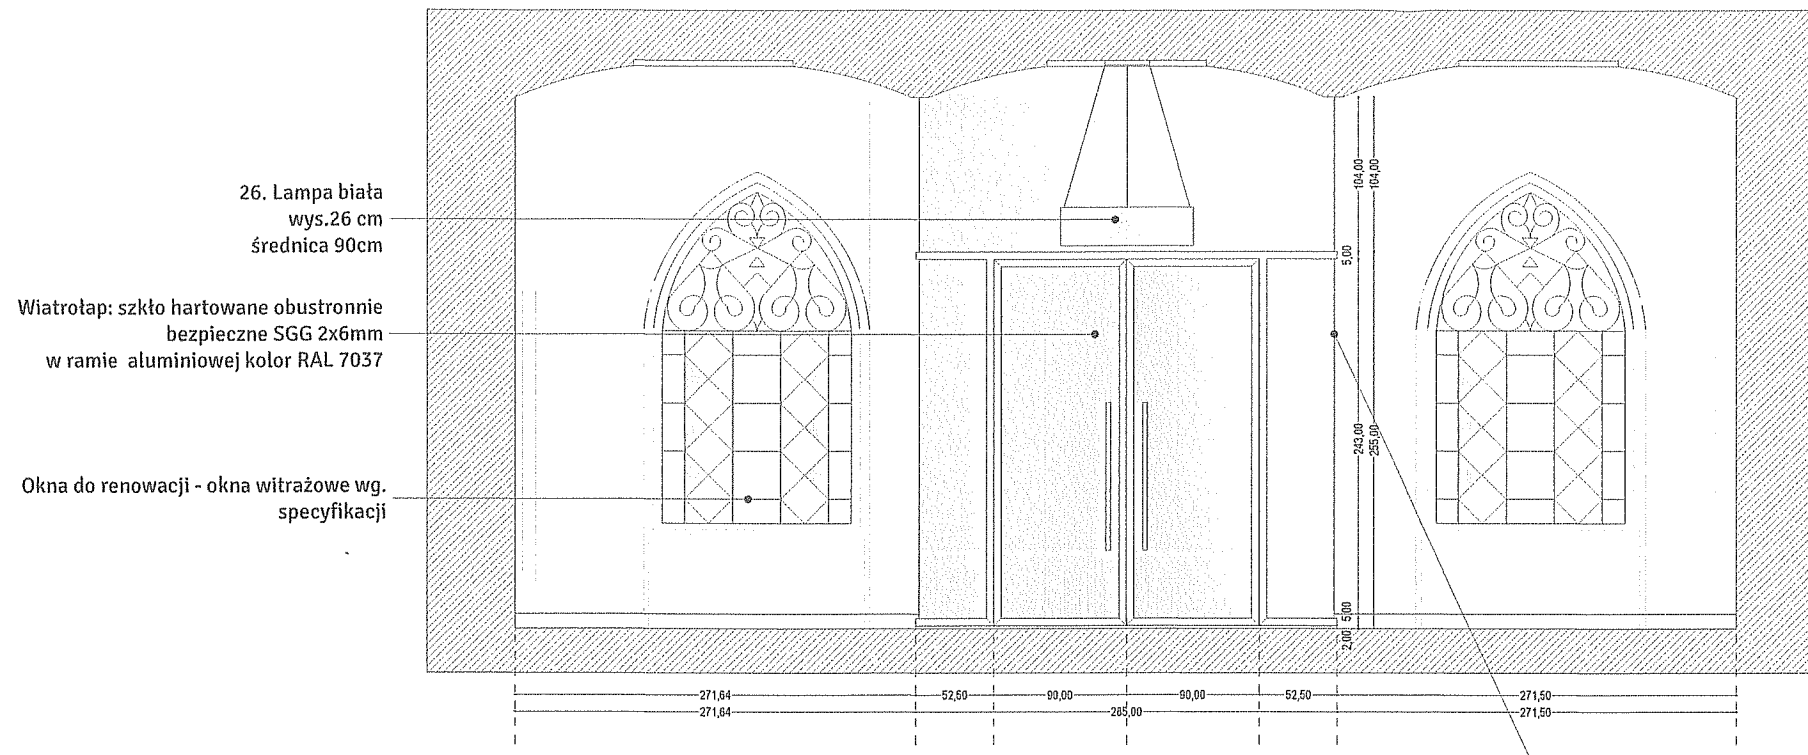 26. Lampa biała
wys.26 cm
średnica 90cm
Wiatrołap: szkło hartowane obustronnie
bezpieczne SGG 2x6mm
w ramie aluminiowej kolor RAL 7037
Okna do renowacji - okna witrażowe wg.
specyfikacji
104,00
104,00
5,00
243,00
255,00
5,00
2,00
271,64 52,50 90,00 90,00 52,50 271,50
271,64 285,00 271,50